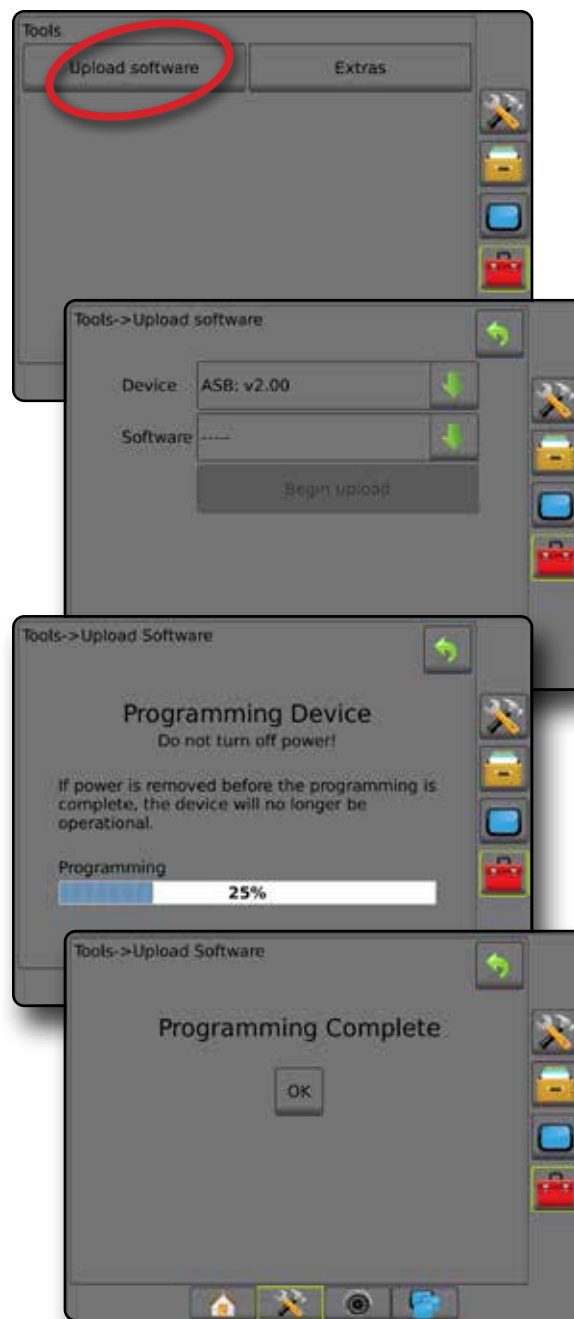 Tools
Upload software
Extras
Tools->Upload software
Device
ASB: v2.00
Software
-----
Begin upload
Tools->Upload Software
Programming Device
Do not turn off power!
If power is removed before the programming is
complete, the device will no longer be
operational.
Programming
25%
Tools->Upload Software
Programming Complete
OK